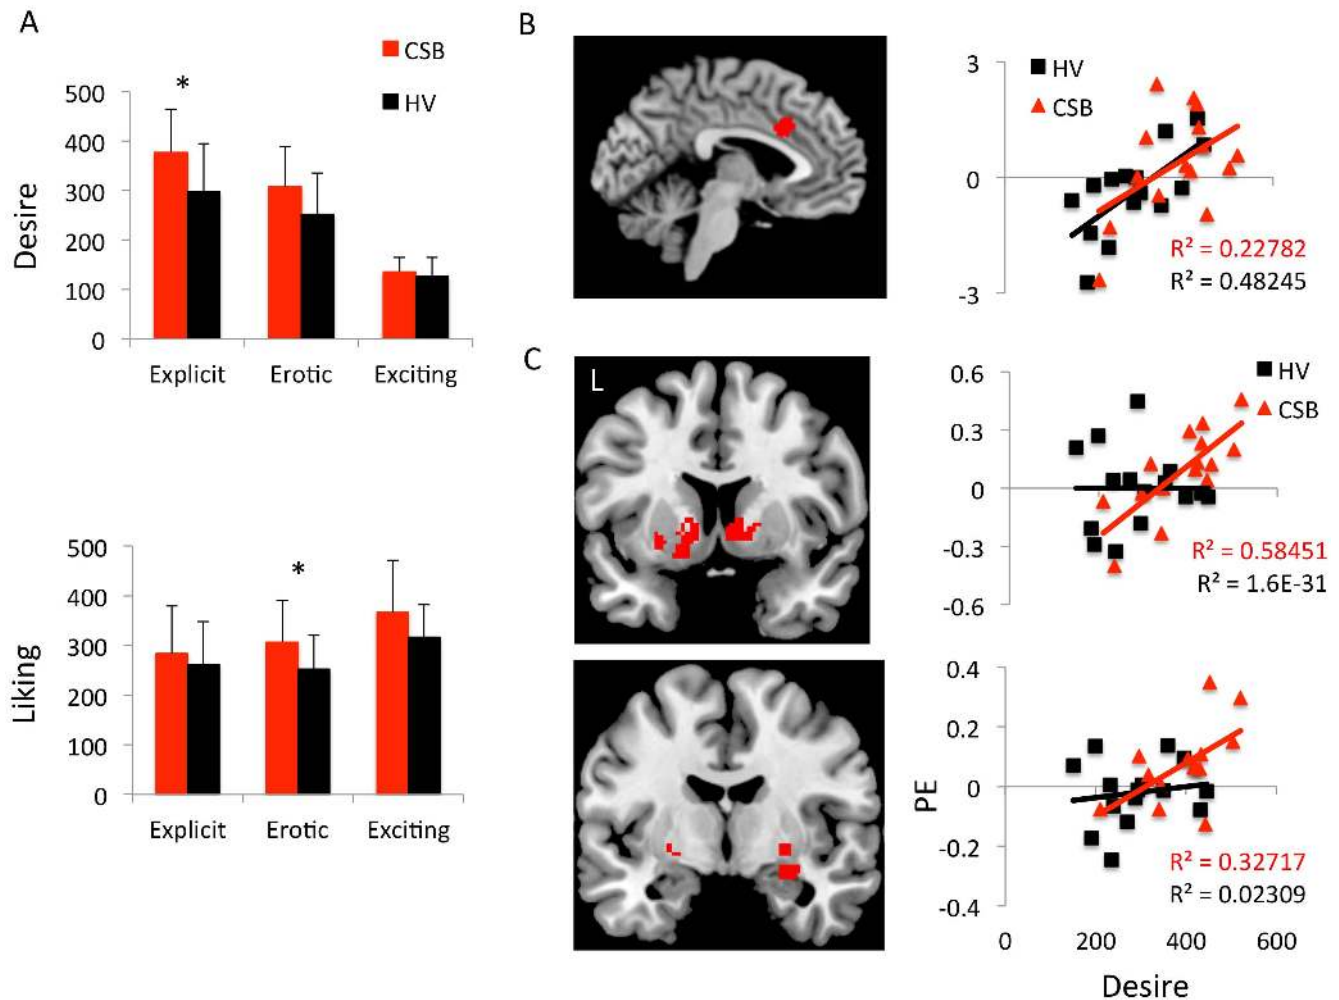 A
CSB
HV
*
500
400
300
200
100
0
Desire
Explicit Erotic Exciting
*
500
400
300
200
100
0
Liking
Explicit Erotic Exciting
B
3
0
-3
HV
CSB
R² = 0.22782
R² = 0.48245
C
L
0.6
0.3
0
-0.3
-0.6
HV
CSB
R² = 0.58451
R² = 1.6E-31
0.4
0.2
0
-0.2
-0.4
PE
R² = 0.32717
R² = 0.02309
0 200 400 600
Desire